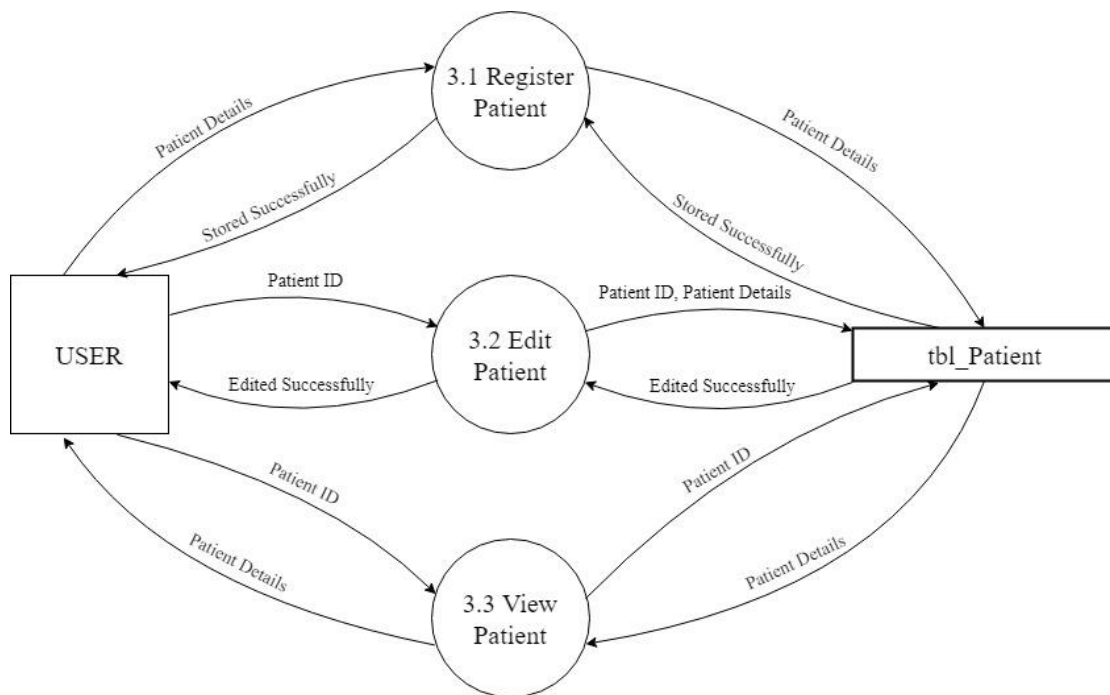 3.1 Register
Patient
Patient Details
Patient Details
Stored Successfully
Stored Successfully
Patient ID
Patient ID, Patient Details
USER
3.2 Edit
Patient
tbl_Patient
Edited Successfully
Edited Successfully
Patient ID
Patient ID
Patient Details
Patient Details
3.3 View
Patient